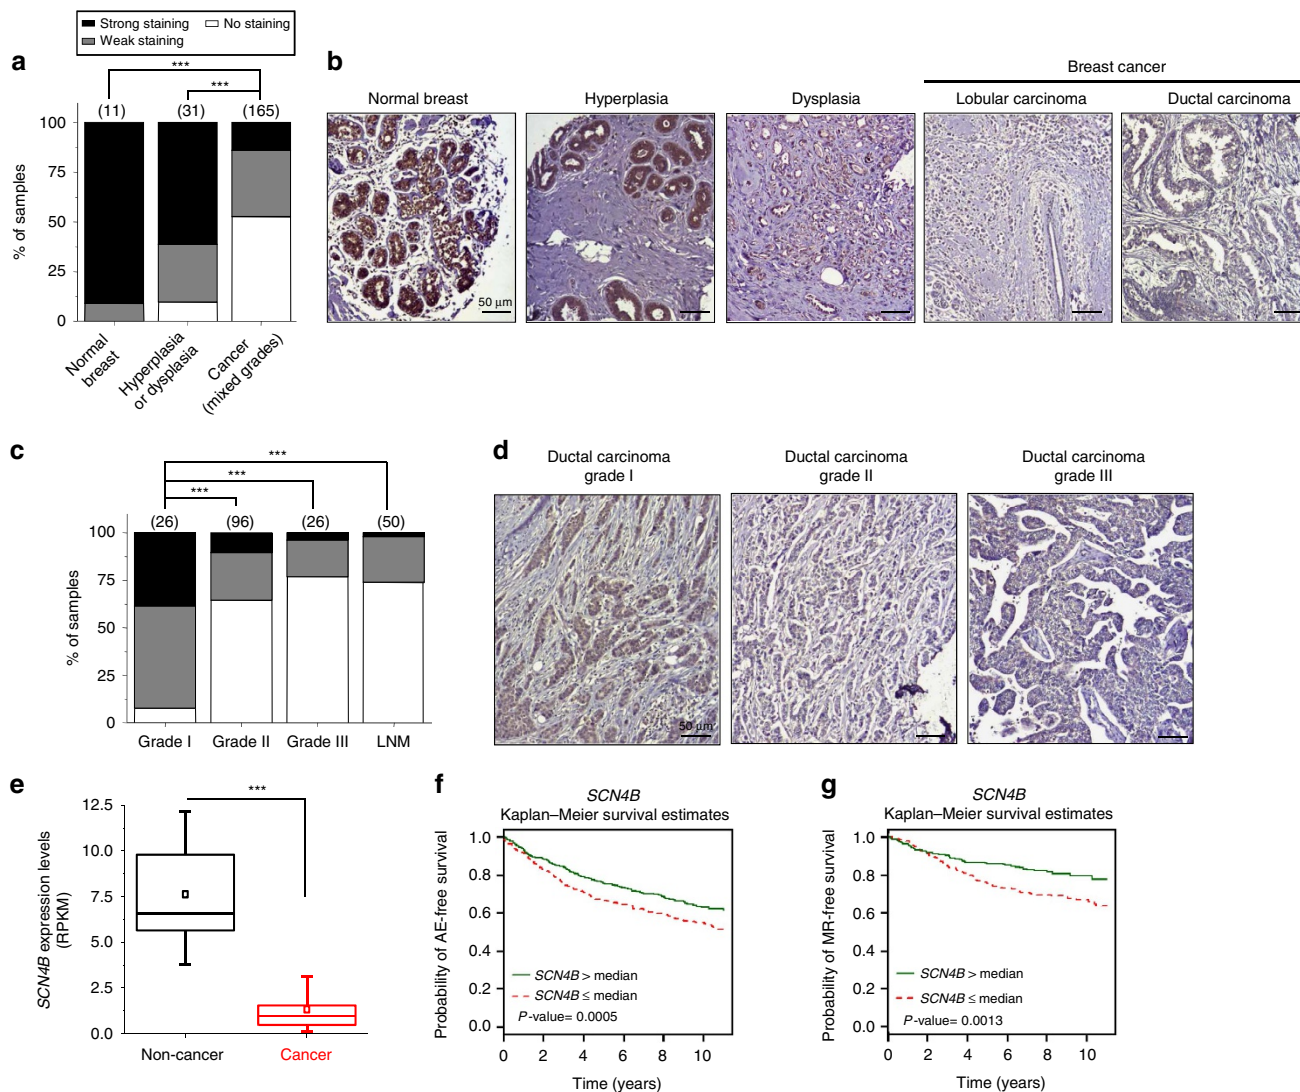 Strong staining No staining
Weak staining
a
***
***
(11) (31) (165)
100
75
50
25
0
% of samples
Normal breast
Hyperplasia or dysplasia
Cancer (mixed grades)
b
Breast cancer
Normal breast Hyperplasia Dysplasia Lobular carcinoma Ductal carcinoma
50 µm
c
***
***
***
(26) (96) (26) (50)
100
75
50
25
0
% of samples
Grade I Grade II Grade III LNM
d
Ductal carcinoma grade I
Ductal carcinoma grade II
Ductal carcinoma grade III
50 µm
e
***
12.5
10.0
7.5
5.0
2.5
0.0
SCN4B expression levels (RPKM)
Non-cancer Cancer
f
SCN4B
Kaplan–Meier survival estimates
1.0
0.8
0.6
0.4
0.2
0.0
Probability of AE-free survival
SCN4B > median
SCN4B ≤ median
P-value= 0.0005
0 2 4 6 8 10
Time (years)
g
SCN4B
Kaplan–Meier survival estimates
1.0
0.8
0.6
0.4
0.2
0.0
Probability of MR-free survival
SCN4B > median
SCN4B ≤ median
P-value= 0.0013
0 2 4 6 8 10
Time (years)